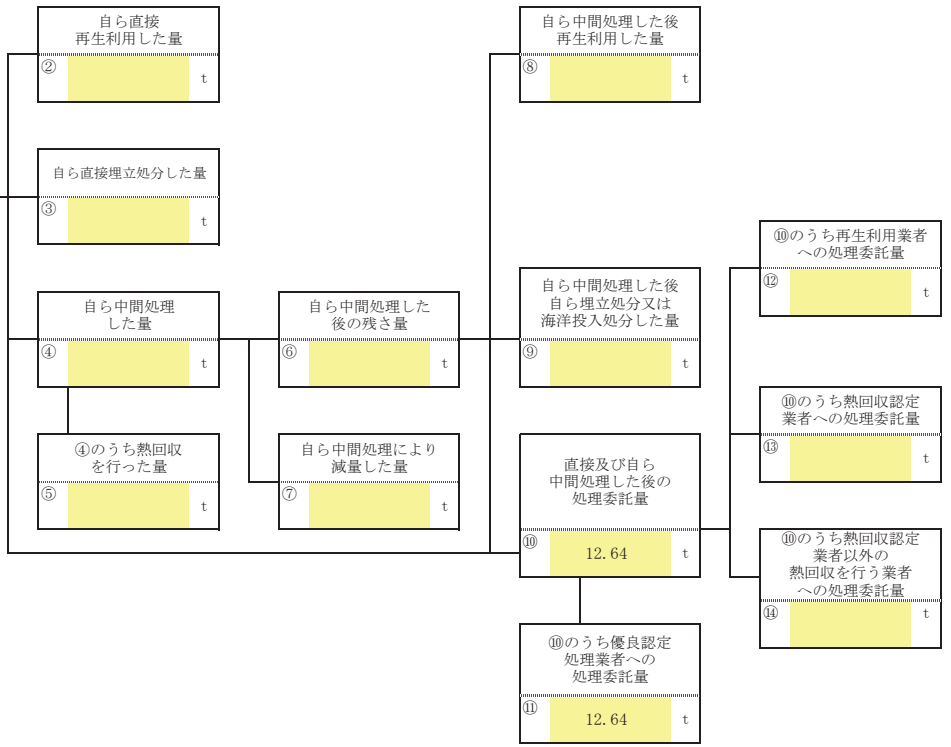 自ら直接
再生利用した量
② t
自ら直接埋立処分した量
③ t
自ら中間処理
した量
④ t
④のうち熱回収
を行った量
⑤ t
自ら中間処理した
後の残さ量
⑥ t
自ら中間処理により
減量した量
⑦ t
自ら中間処理した後
再生利用した量
⑧ t
自ら中間処理した後
自ら埋立処分又は
海洋投入処分した量
⑨ t
直接及び自ら
中間処理した後の
処理委託量
⑩ 12.64 t
⑩のうち優良認定
処理業者への
処理委託量
⑪ 12.64 t
⑩のうち再生利用業者
への処理委託量
⑫ t
⑩のうち熱回収認定
業者への処理委託量
⑬ t
⑩のうち熱回収認定
業者以外の
熱回収を行う業者
への処理委託量
⑭ t